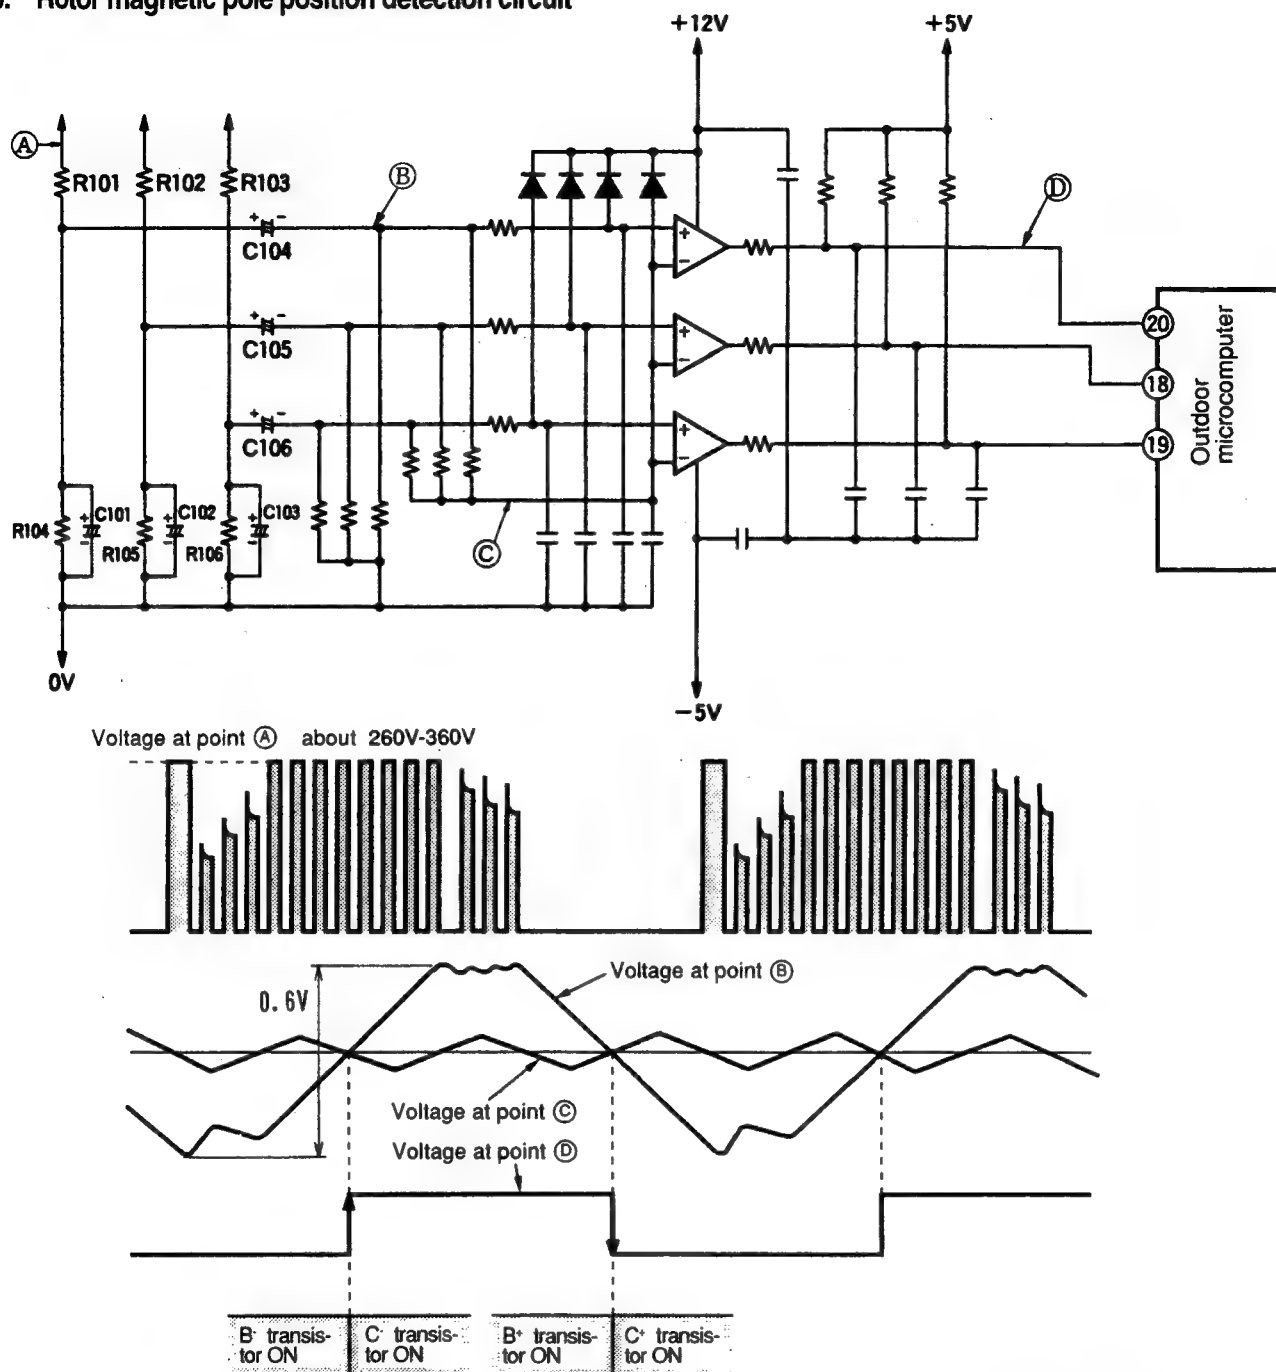 Rotor magnetic pole position detection circuit
+12V
+5V
Ⓐ
R101
R102
R103
Ⓑ
Ⓓ
+ -
C104
+
−
+ -
C105
+
−
+ -
C106
+
−
⑳
⑱
⑲
Outdoor
microcomputer
R104
+
-
C101
R105
+
-
C102
R106
+
-
C103
Ⓒ
0V
−5V
Voltage at point Ⓐ about 260V-360V
Voltage at point Ⓑ
0.6V
Voltage at point Ⓒ
Voltage at point Ⓓ
B- transis-
tor ON
C- transis-
tor ON
B+ transis-
tor ON
C+ transis-
tor ON